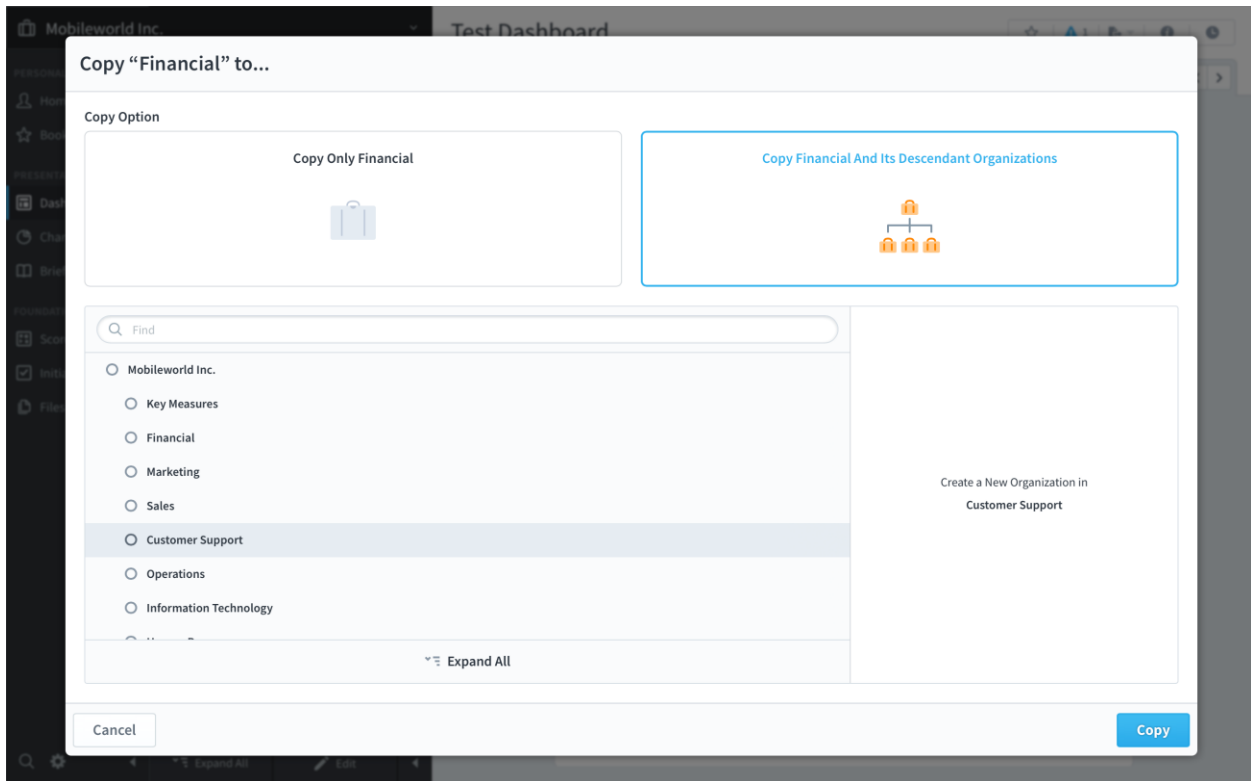 Mobileworld Inc.
Test Dashboard
Copy “Financial” to...
Copy Option
Copy Only Financial
Copy Financial And Its Descendant Organizations
Find
Mobileworld Inc.
Key Measures
Financial
Marketing
Sales
Customer Support
Operations
Information Technology
Create a New Organization in
Customer Support
Expand All
Cancel
Copy
Expand All
Edit